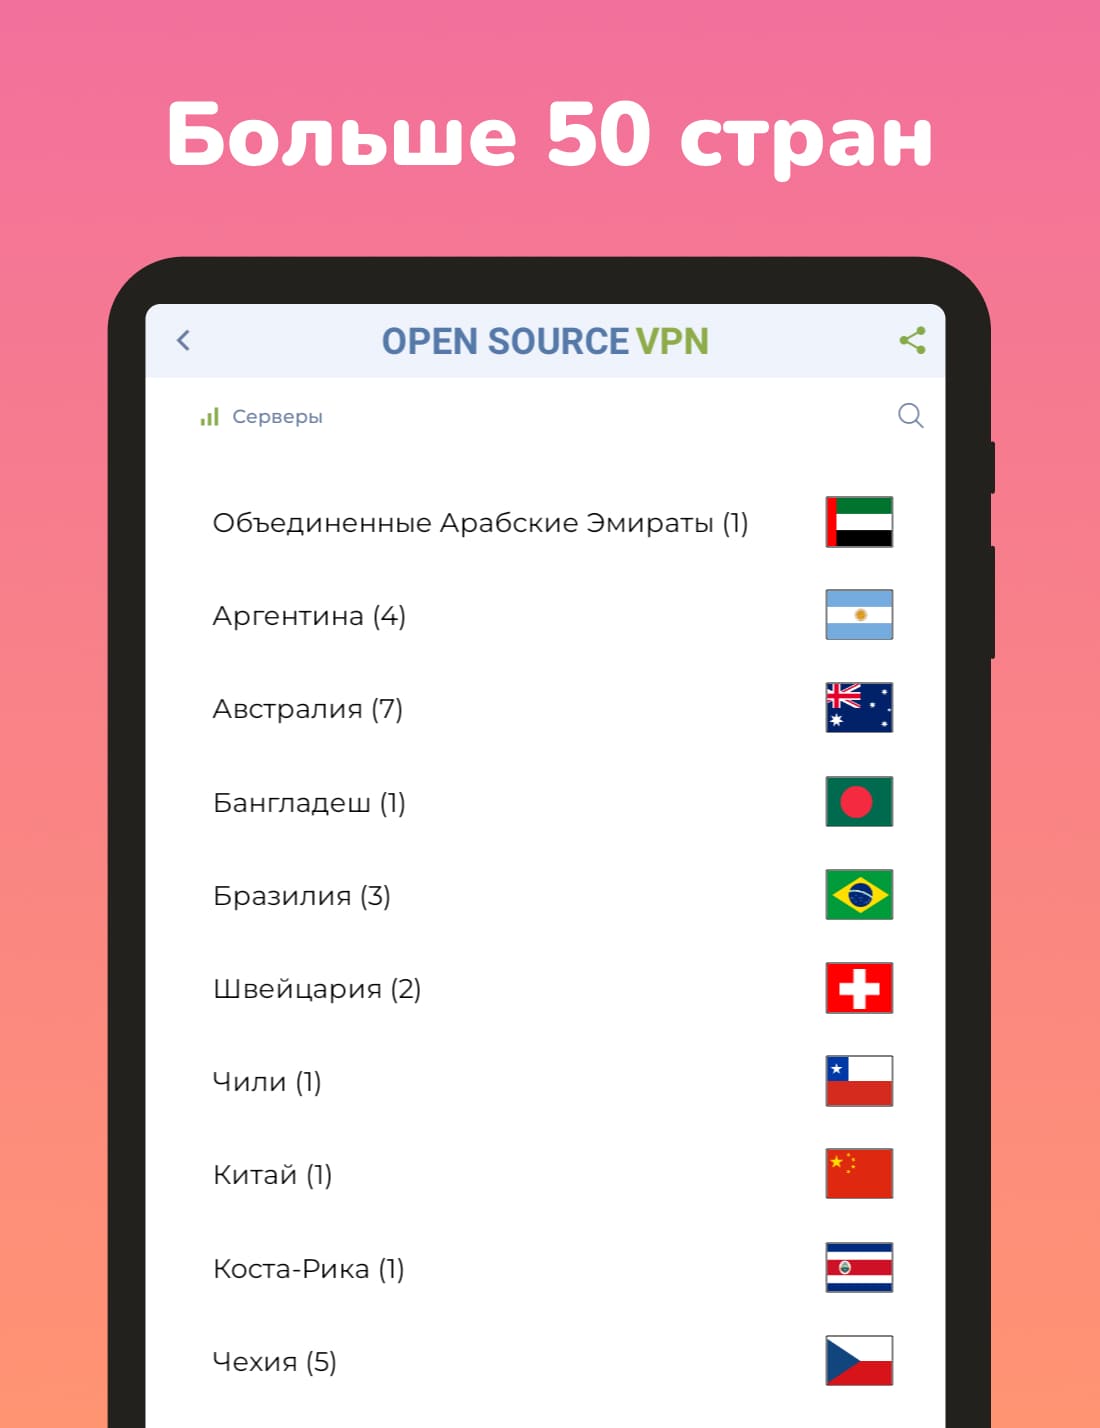 Больше 50 стран
OPEN SOURCE VPN
Серверы
Объединенные Арабские Эмираты (1)
Аргентина (4)
Австралия (7)
Бангладеш (1)
Бразилия (3)
Швейцария (2)
Чили (1)
Китай (1)
Коста-Рика (1)
Чехия (5)